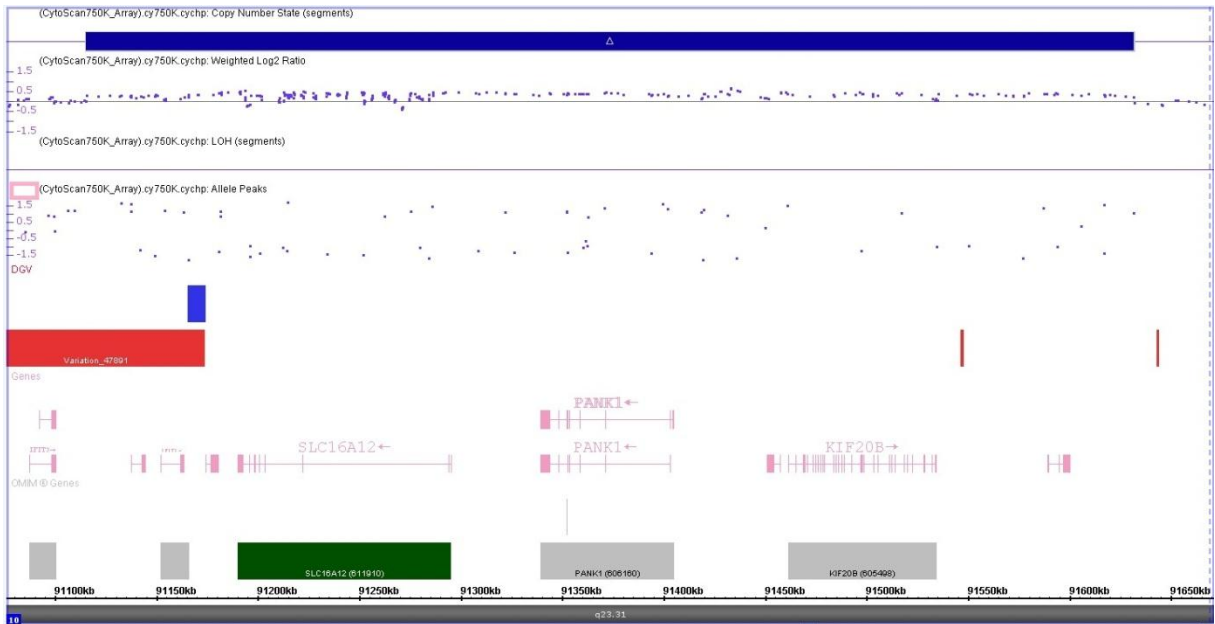 (CytoScan750K_Array).cy750K.cychp: Copy Number State (segments)
△
(CytoScan750K_Array).cy750K.cychp: Weighted Log2 Ratio
1.5
0.5
-0.5
-1.5
(CytoScan750K_Array).cy750K.cychp: LOH (segments)
(CytoScan750K_Array).cy750K.cychp: Allele Peaks
1.5
0.5
-0.5
-1.5
DGV
Variation_47891
Genes
PANK1←
SLC16A12← PANK1← KIF20B→
OMIM ® Genes
SLC16A12 (611910) PANK1 (606160) KIF20B (605498)
91100kb 91150kb 91200kb 91250kb 91300kb 91350kb 91400kb 91450kb 91500kb 91550kb 91600kb 91650kb
q23.31
10